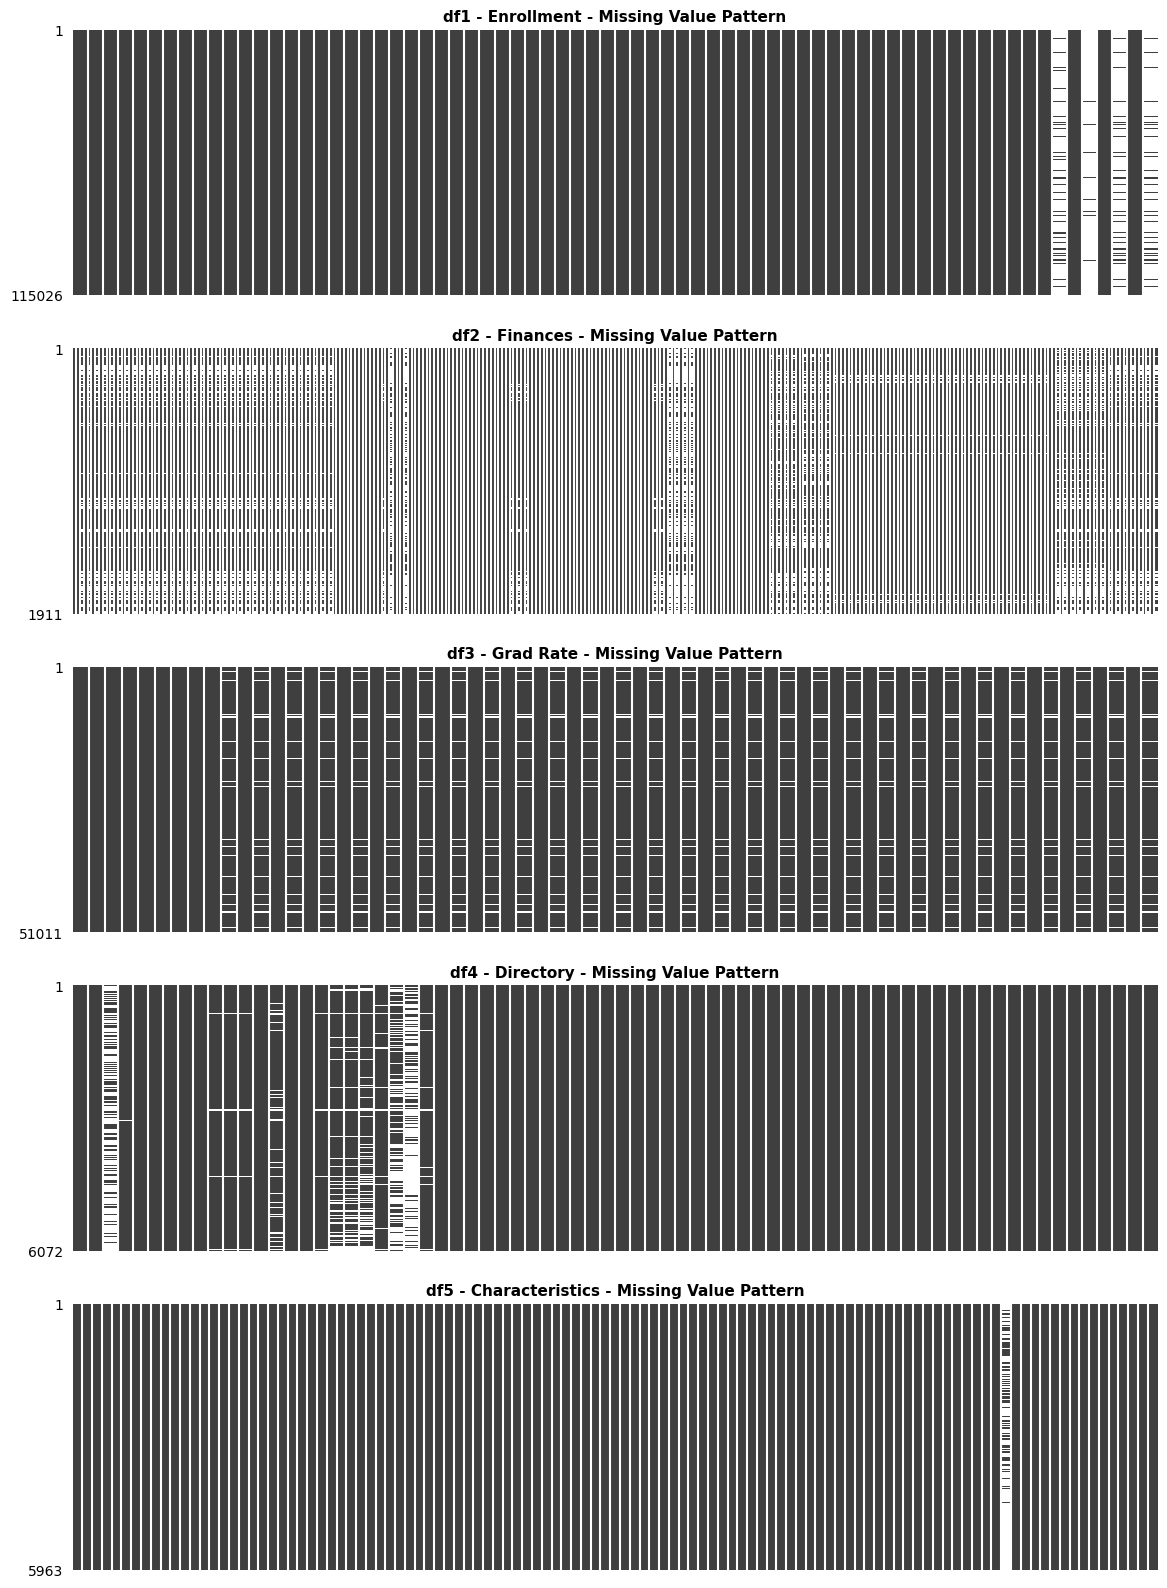 df1 - Enrollment - Missing Value Pattern
1
115026
df2 - Finances - Missing Value Pattern
1
1911
df3 - Grad Rate - Missing Value Pattern
1
51011
df4 - Directory - Missing Value Pattern
1
6072
df5 - Characteristics - Missing Value Pattern
1
5963